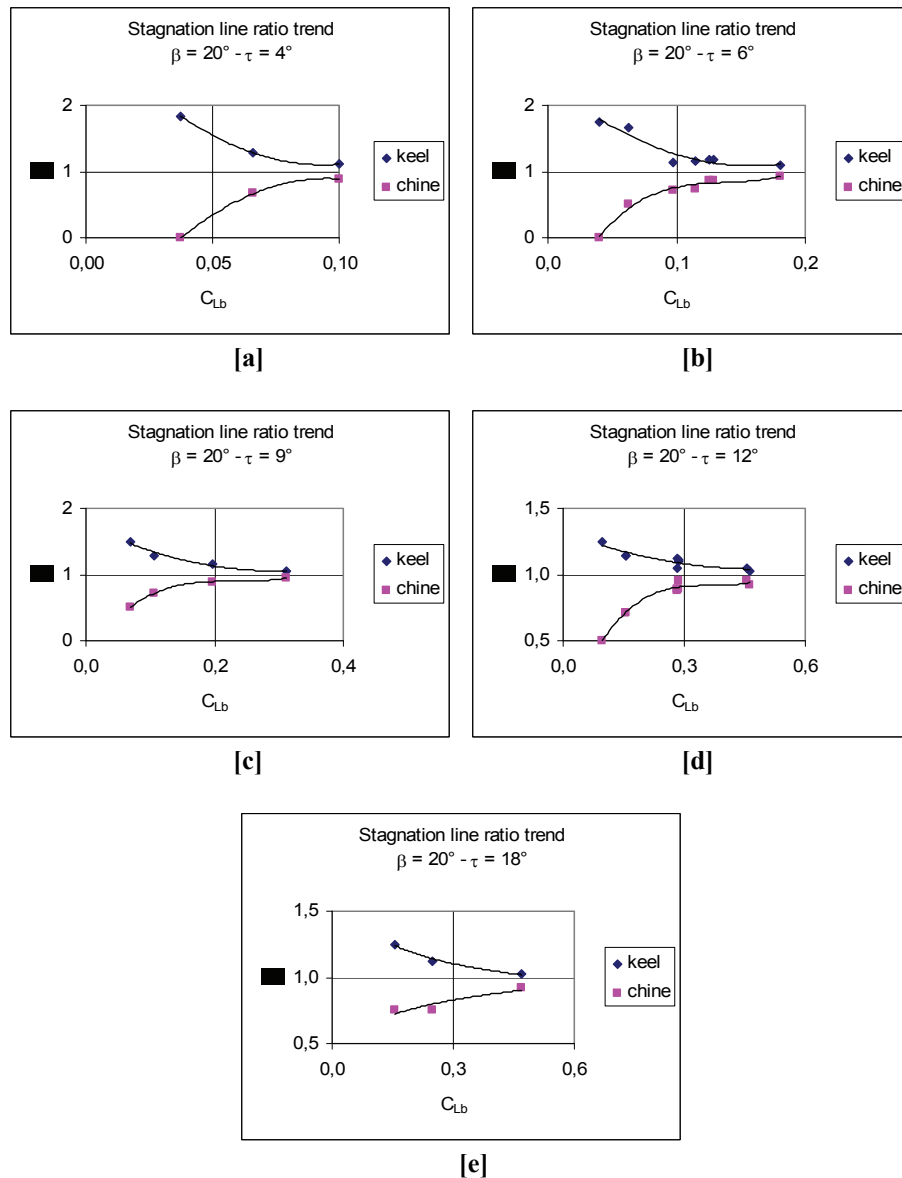 Stagnation line ratio trend
β = 20° - τ = 4°
2
1
0
0,00
0,05
0,10
C_Lb
keel
chine
[a]
Stagnation line ratio trend
β = 20° - τ = 6°
2
1
0
0,0
0,1
0,2
C_Lb
keel
chine
[b]
Stagnation line ratio trend
β = 20° - τ = 9°
2
1
0
0,0
0,2
0,4
C_Lb
keel
chine
[c]
Stagnation line ratio trend
β = 20° - τ = 12°
1,5
1,0
0,5
0,0
0,3
0,6
C_Lb
keel
chine
[d]
Stagnation line ratio trend
β = 20° - τ = 18°
1,5
1,0
0,5
0,0
0,3
0,6
C_Lb
keel
chine
[e]